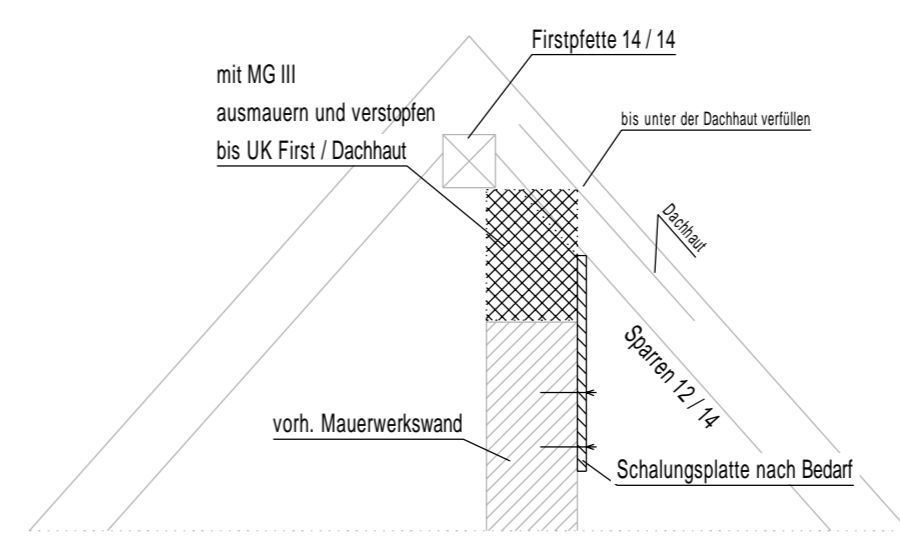 Firstpfette 14 / 14
mit MG III
ausmauern und verstopfen
bis UK First / Dachhaut
bis unter der Dachhaut verfüllen
Dachhaut
Sparren 12 / 14
vorh. Mauerwerkswand
Schalungsplatte nach Bedarf